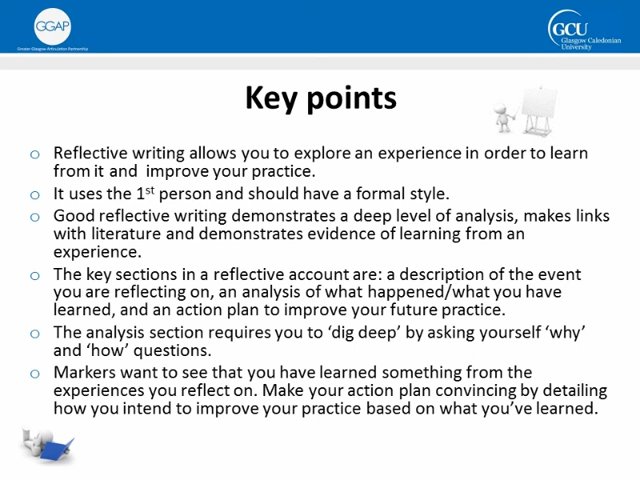 GGAP
Greater Glasgow Articulation Partnership
GCU
Glasgow Caledonian
University
Key points
o Reflective writing allows you to explore an experience in order to learn
from it and  improve your practice.
o It uses the 1st person and should have a formal style.
o Good reflective writing demonstrates a deep level of analysis, makes links
with literature and demonstrates evidence of learning from an
experience.
o The key sections in a reflective account are: a description of the event
you are reflecting on, an analysis of what happened/what you have
learned, and an action plan to improve your future practice.
o The analysis section requires you to ‘dig deep’ by asking yourself ‘why’
and ‘how’ questions.
o Markers want to see that you have learned something from the
experiences you reflect on. Make your action plan convincing by detailing
how you intend to improve your practice based on what you’ve learned.